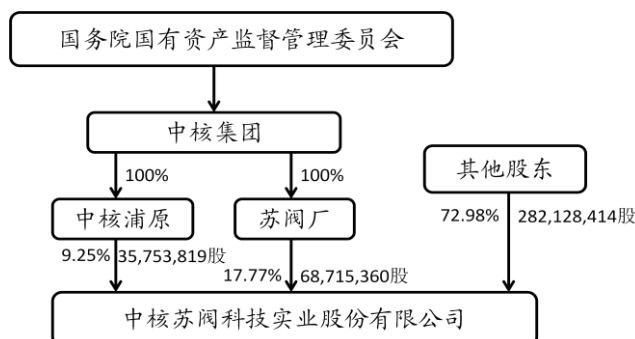 国务院国有资产监督管理委员会
中核集团
100%
100%
其他股东
中核浦原
苏阀厂
72.98%
282,128,414股
9.25%
35,753,819股
17.77%
68,715,360股
中核苏阀科技实业股份有限公司